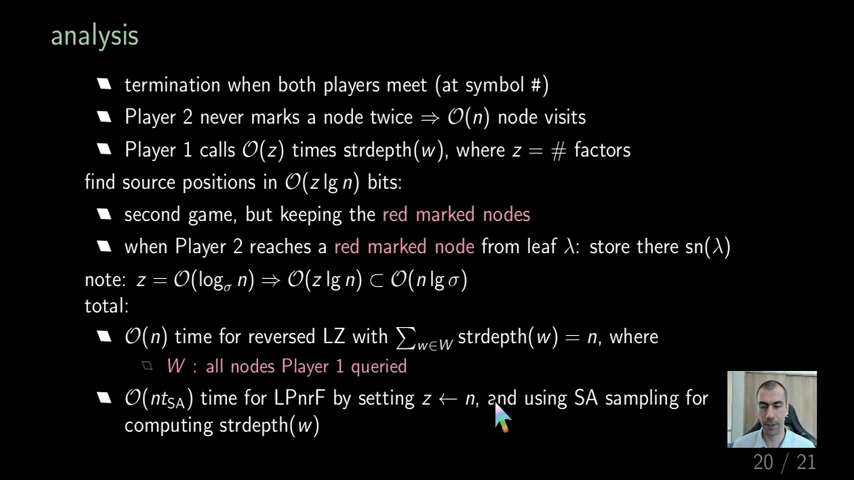 analysis
termination when both players meet (at symbol #)
Player 2 never marks a node twice ⇒ O(n) node visits
Player 1 calls O(z) times strdepth(w), where z = # factors
find source positions in O(z lg n) bits:
second game, but keeping the red marked nodes
when Player 2 reaches a red marked node from leaf λ: store there sn(λ)
note: z = O(log_σ n) ⇒ O(z lg n) ⊂ O(n lg σ)
total:
O(n) time for reversed LZ with ∑_{w∈W} strdepth(w) = n, where
W : all nodes Player 1 queried
O(nt_SA) time for LPnrF by setting z ← n, and using SA sampling for
computing strdepth(w)
20 / 21